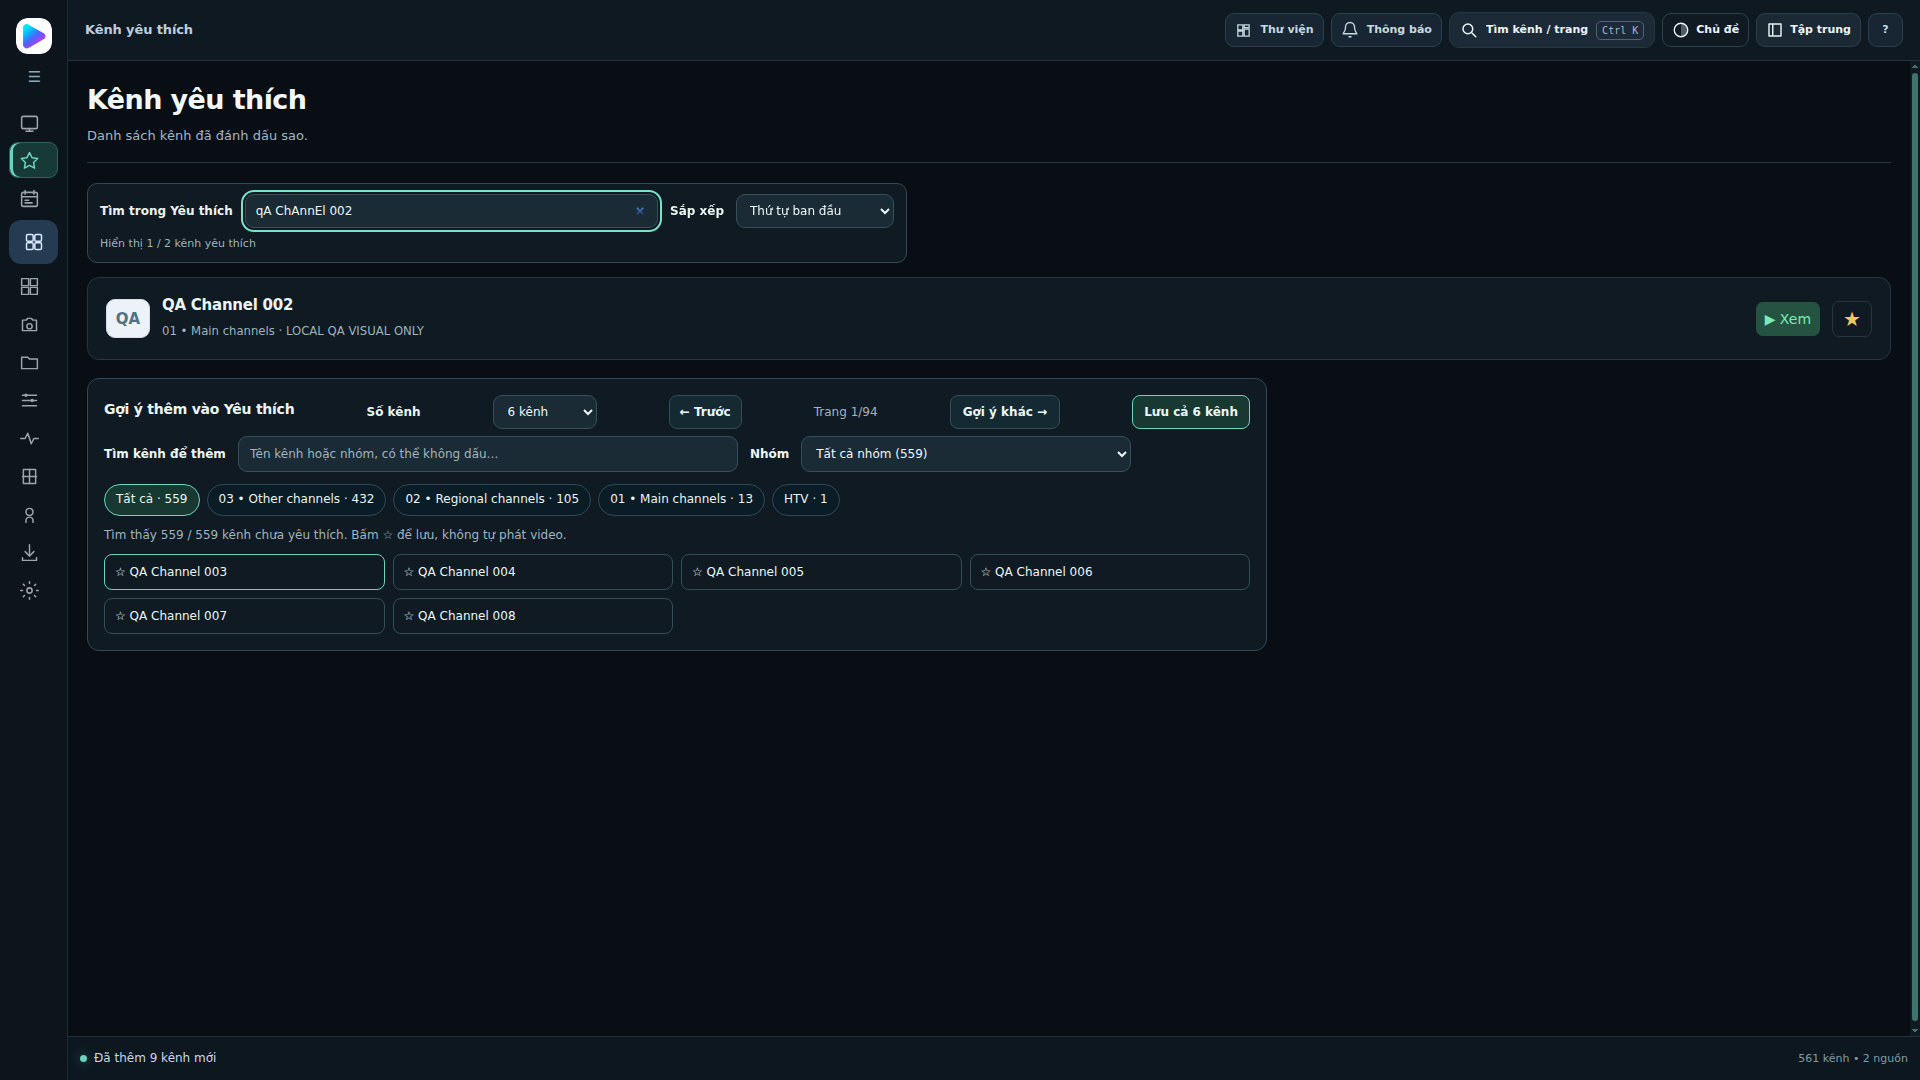 Kênh yêu thích
Thư viện
Thông báo
Tìm kênh / trang Ctrl K
Chủ đề
Tập trung
?
Kênh yêu thích
Danh sách kênh đã đánh dấu sao.
Tìm trong Yêu thích qA ChAnnEl 002 Sắp xếp Thứ tự ban đầu
Hiển thị 1 / 2 kênh yêu thích
QA
QA Channel 002
01 • Main channels · LOCAL QA VISUAL ONLY
▶ Xem ★
Gợi ý thêm vào Yêu thích Số kênh 6 kênh ← Trước Trang 1/94 Gợi ý khác → Lưu cả 6 kênh
Tìm kênh để thêm Tên kênh hoặc nhóm, có thể không dấu... Nhóm Tất cả nhóm (559)
Tất cả · 559 03 • Other channels · 432 02 • Regional channels · 105 01 • Main channels · 13 HTV · 1
Tìm thấy 559 / 559 kênh chưa yêu thích. Bấm ☆ để lưu, không tự phát video.
☆ QA Channel 003 ☆ QA Channel 004 ☆ QA Channel 005 ☆ QA Channel 006
☆ QA Channel 007 ☆ QA Channel 008
Đã thêm 9 kênh mới
561 kênh • 2 nguồn